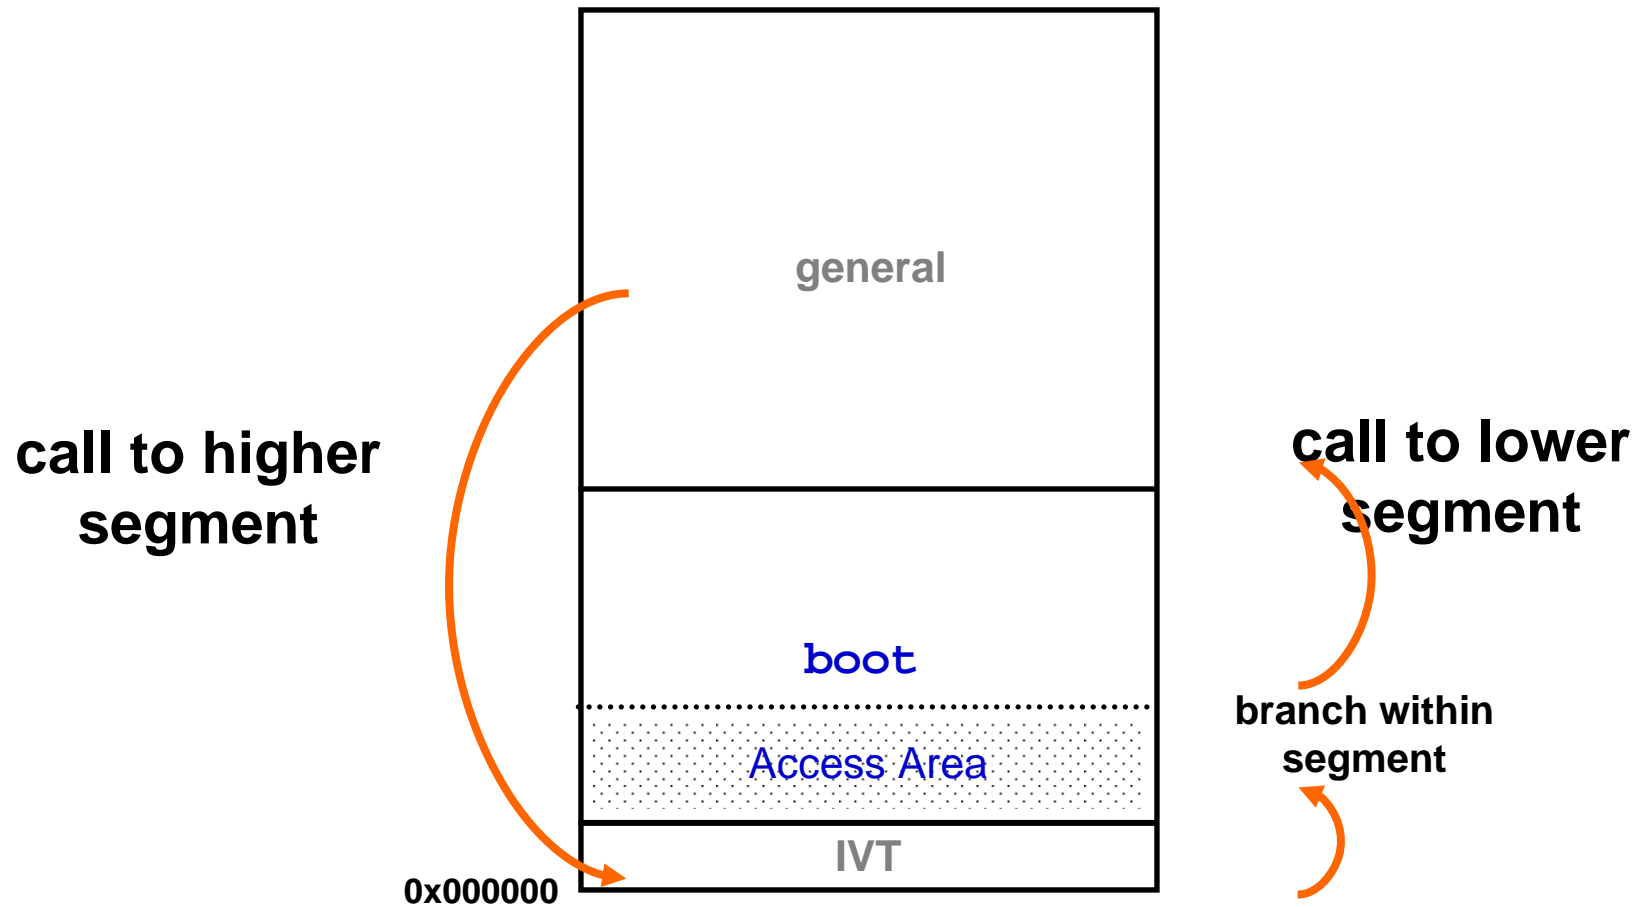 general
call to higher
segment
call to lower
segment
boot
branch within
segment
Access Area
IVT
0x000000